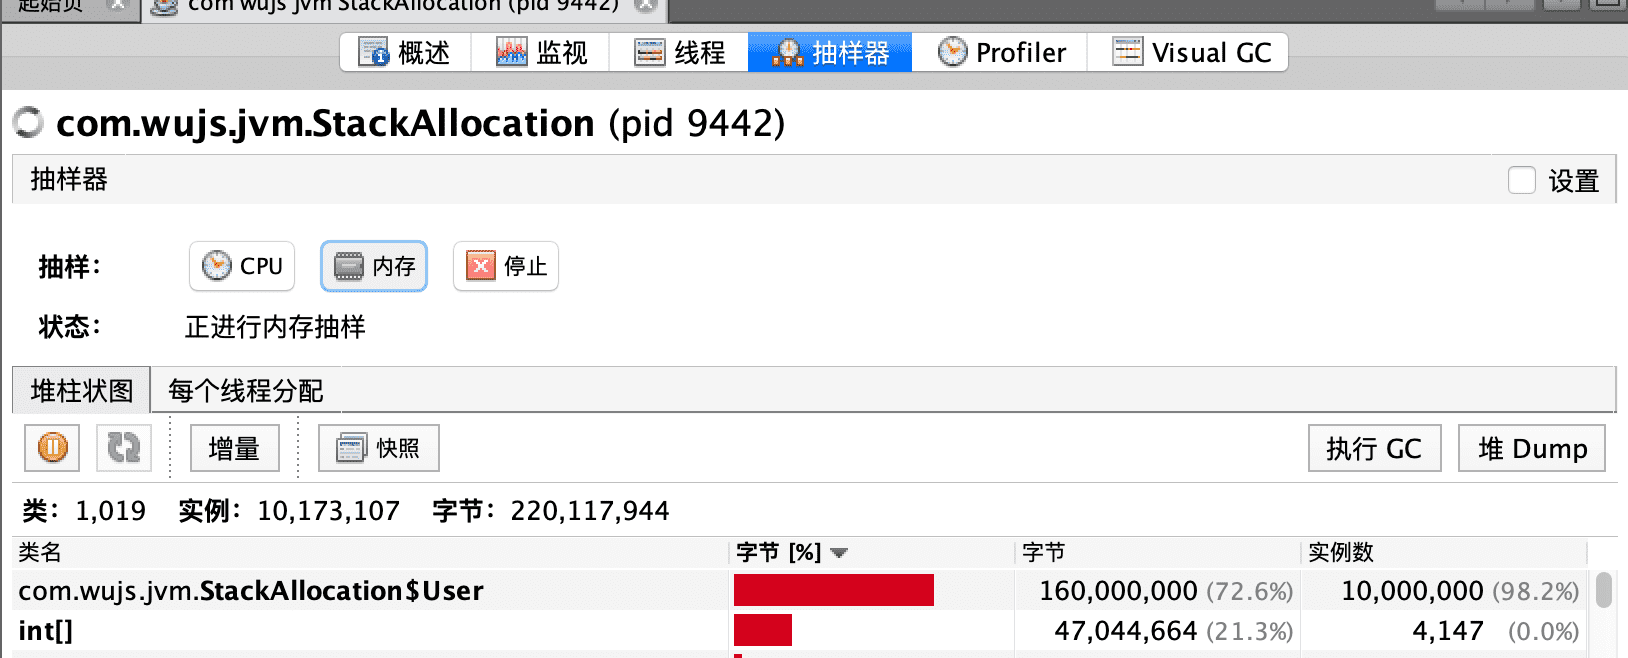 起始页 com wujs jvm StackAllocation (pid 9442)
概述 监视 线程 抽样器 Profiler Visual GC
com.wujs.jvm.StackAllocation (pid 9442)
抽样器 设置
抽样： CPU 内存 停止
状态： 正进行内存抽样
堆柱状图 每个线程分配
增量 快照 执行 GC 堆 Dump
类： 1,019 实例： 10,173,107 字节： 220,117,944
类名 字节 [%] 字节 实例数
com.wujs.jvm.StackAllocation$User 160,000,000 (72.6%) 10,000,000 (98.2%)
int[] 47,044,664 (21.3%) 4,147 (0.0%)